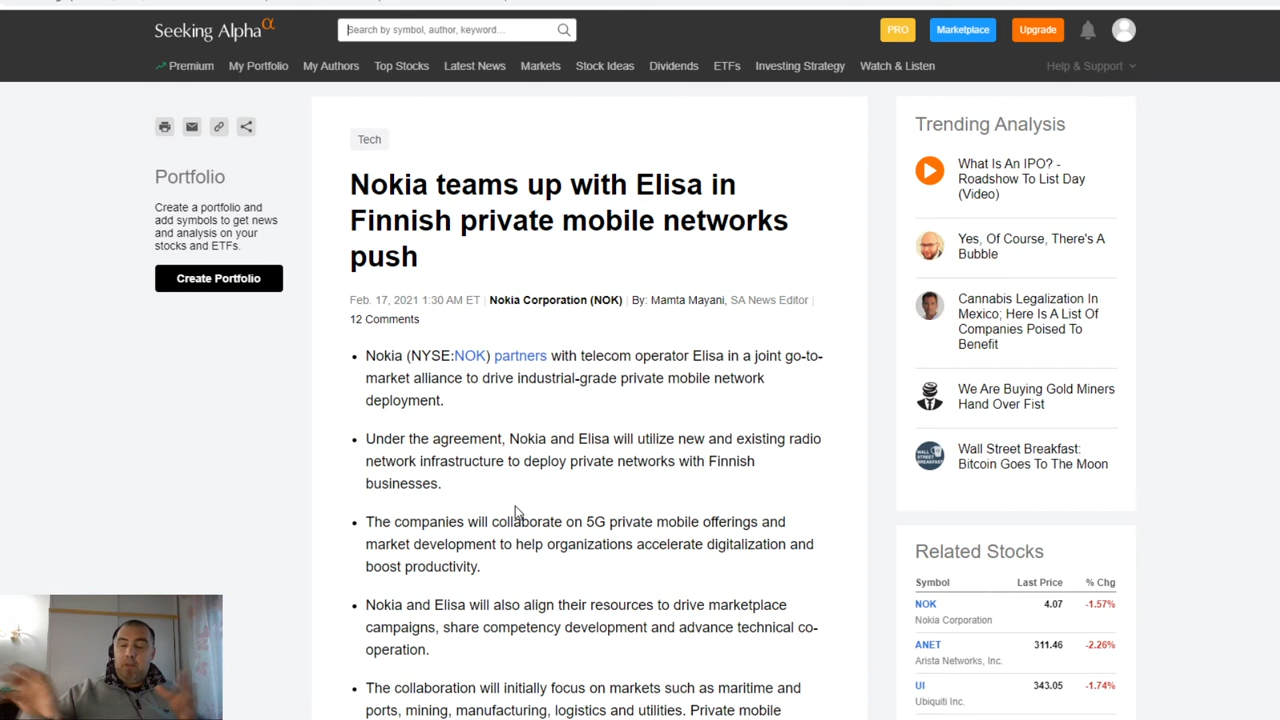 Seeking Alpha α
Search by symbol, author, keyword...
PRO
Marketplace
Upgrade
Premium
My Portfolio
My Authors
Top Stocks
Latest News
Markets
Stock Ideas
Dividends
ETFs
Investing Strategy
Watch & Listen
Help & Support
Portfolio
Create a portfolio and
add symbols to get news
and analysis on your
stocks and ETFs.
Create Portfolio
Tech
Nokia teams up with Elisa in
Finnish private mobile networks
push
Feb. 17, 2021 1:30 AM ET | Nokia Corporation (NOK) | By: Mamta Mayani, SA News Editor |
12 Comments
• Nokia (NYSE:NOK) partners with telecom operator Elisa in a joint go-to-
market alliance to drive industrial-grade private mobile network
deployment.
• Under the agreement, Nokia and Elisa will utilize new and existing radio
network infrastructure to deploy private networks with Finnish
businesses.
• The companies will collaborate on 5G private mobile offerings and
market development to help organizations accelerate digitalization and
boost productivity.
• Nokia and Elisa will also align their resources to drive marketplace
campaigns, share competency development and advance technical co-
operation.
• The collaboration will initially focus on markets such as maritime and
ports, mining, manufacturing, logistics and utilities. Private mobile
Trending Analysis
What Is An IPO? -
Roadshow To List Day
(Video)
Yes, Of Course, There's A
Bubble
Cannabis Legalization In
Mexico; Here Is A List Of
Companies Poised To
Benefit
We Are Buying Gold Miners
Hand Over Fist
Wall Street Breakfast:
Bitcoin Goes To The Moon
Related Stocks
Symbol Last Price % Chg
NOK 4.07 -1.57%
Nokia Corporation
ANET 311.46 -2.26%
Arista Networks, Inc.
UI 343.05 -1.74%
Ubiquiti Inc.